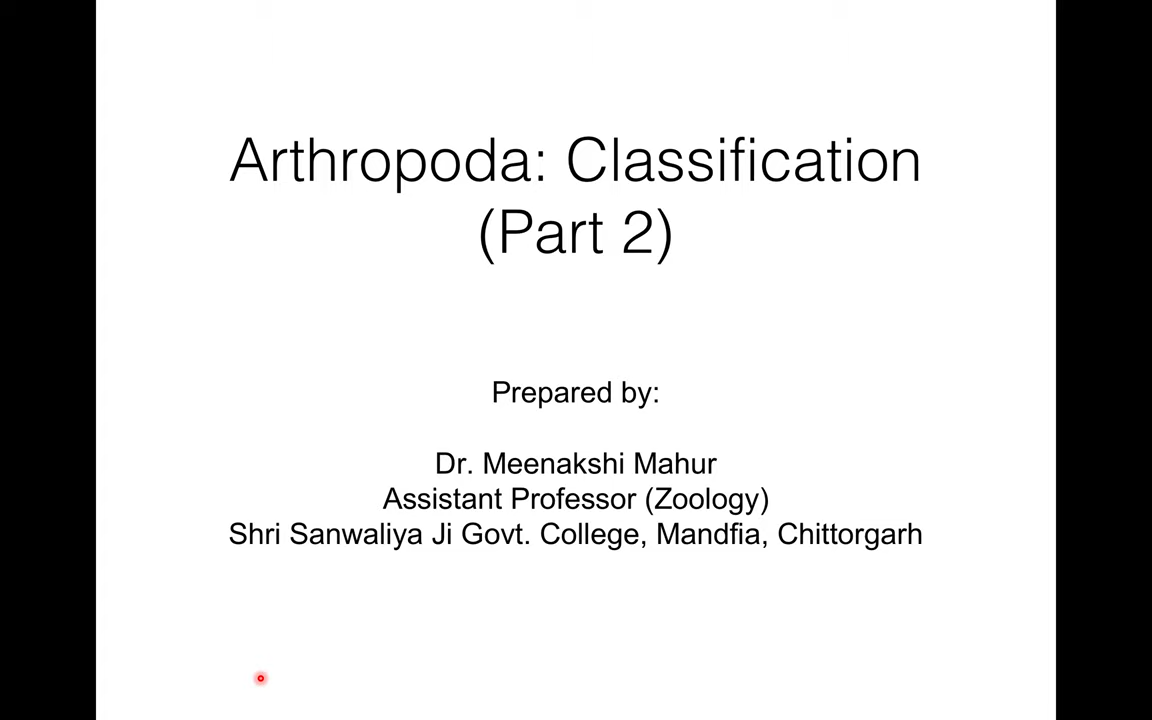 Arthropoda: Classification
(Part 2)
Prepared by:
Dr. Meenakshi Mahur
Assistant Professor (Zoology)
Shri Sanwaliya Ji Govt. College, Mandfia, Chittorgarh